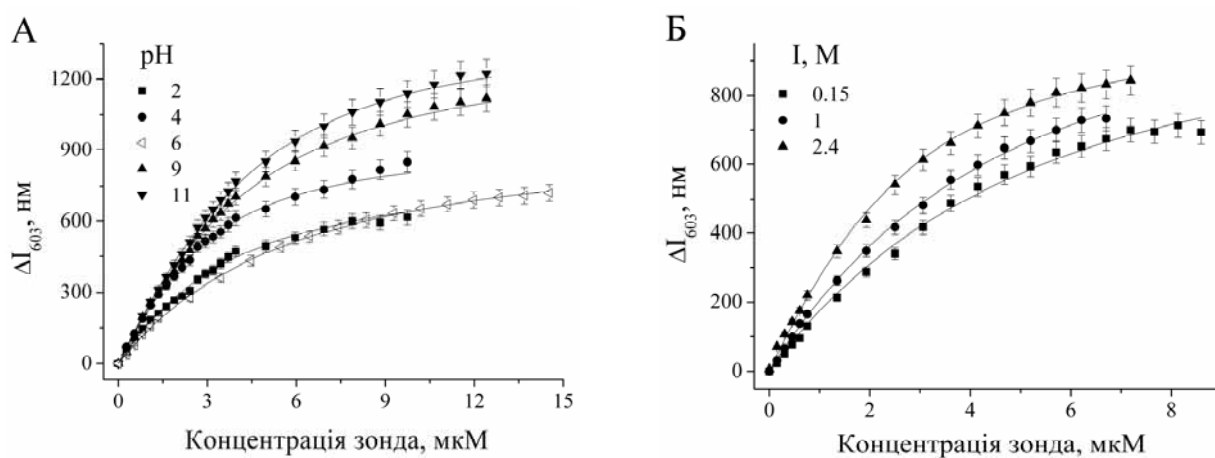 А
pH
2
4
6
9
11
1200
900
600
300
0
ΔI603, нм
0 3 6 9 12 15
Концентрація зонда, мкМ
Б
I, M
0.15
1
2.4
800
600
400
200
0
ΔI603, нм
0 2 4 6 8
Концентрація зонда, мкМ